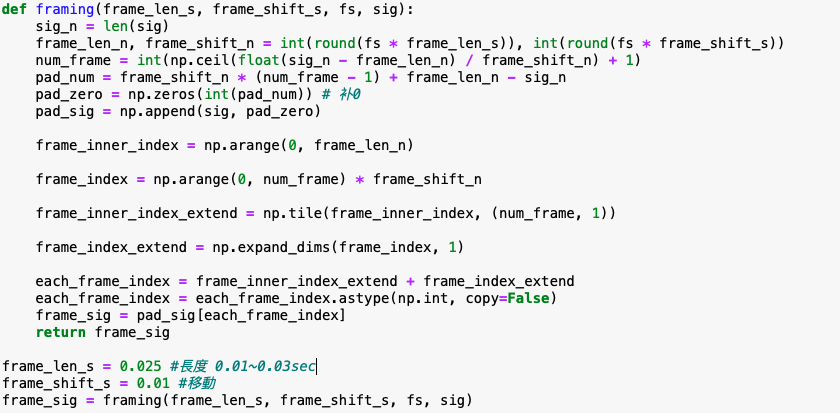 def framing(frame_len_s, frame_shift_s, fs, sig):
    sig_n = len(sig)
    frame_len_n, frame_shift_n = int(round(fs * frame_len_s)), int(round(fs * frame_shift_s))
    num_frame = int(np.ceil(float(sig_n - frame_len_n) / frame_shift_n) + 1)
    pad_num = frame_shift_n * (num_frame - 1) + frame_len_n - sig_n
    pad_zero = np.zeros(int(pad_num)) # 补0
    pad_sig = np.append(sig, pad_zero)
    frame_inner_index = np.arange(0, frame_len_n)
    frame_index = np.arange(0, num_frame) * frame_shift_n
    frame_inner_index_extend = np.tile(frame_inner_index, (num_frame, 1))
    frame_index_extend = np.expand_dims(frame_index, 1)
    each_frame_index = frame_inner_index_extend + frame_index_extend
    each_frame_index = each_frame_index.astype(np.int, copy=False)
    frame_sig = pad_sig[each_frame_index]
    return frame_sig
frame_len_s = 0.025 #長度 0.01~0.03sec
frame_shift_s = 0.01 #移動
frame_sig = framing(frame_len_s, frame_shift_s, fs, sig)